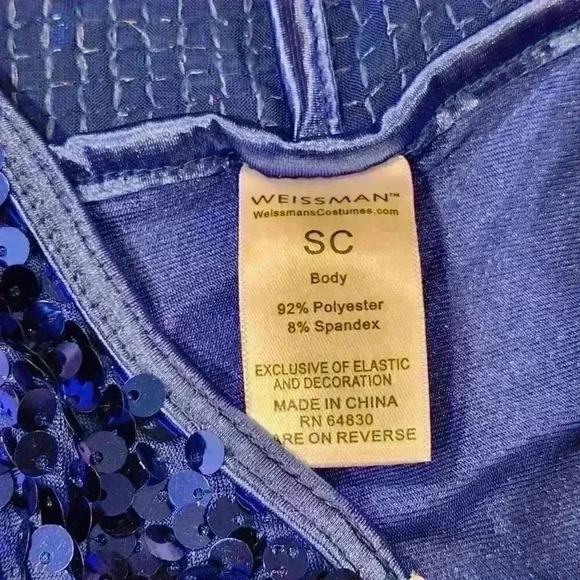 WEISSMAN™
WeissmansCostumes.com
SC
Body
92% Polyester
8% Spandex
EXCLUSIVE OF ELASTIC
AND DECORATION
MADE IN CHINA
RN 64830
ARE ON REVERSE